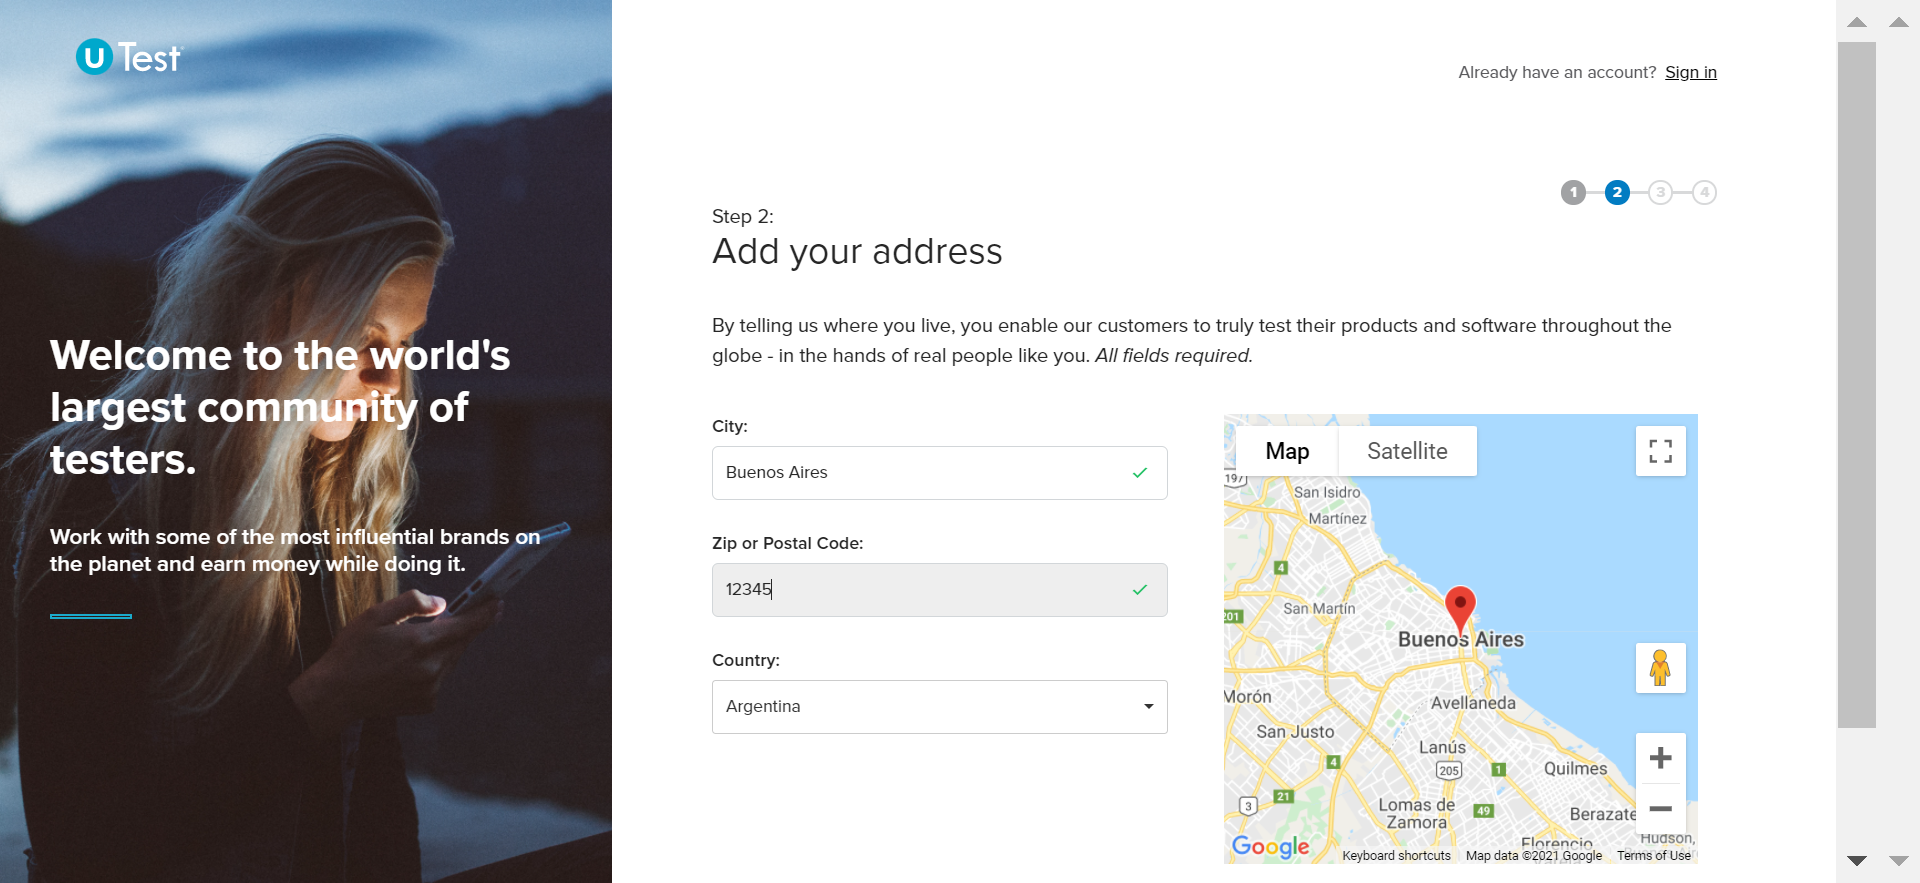 U Test
Already have an account? Sign in
1 2 3 4
Step 2:
Add your address
By telling us where you live, you enable our customers to truly test their products and software throughout the
globe - in the hands of real people like you. All fields required.
Welcome to the world's
largest community of
testers.
Work with some of the most influential brands on
the planet and earn money while doing it.
City:
Buenos Aires
Zip or Postal Code:
12345
Country:
Argentina
Map Satellite
197
San Isidro
Martínez
4
San Martín
201
Buenos Aires
Morón
Avellaneda
San Justo
Lanús
4
205
1
Quilmes
21
3
Lomas de
Zamora
49
Berazate
Hudson,
Florencio
Google
Keyboard shortcuts Map data ©2021 Google Terms of Use